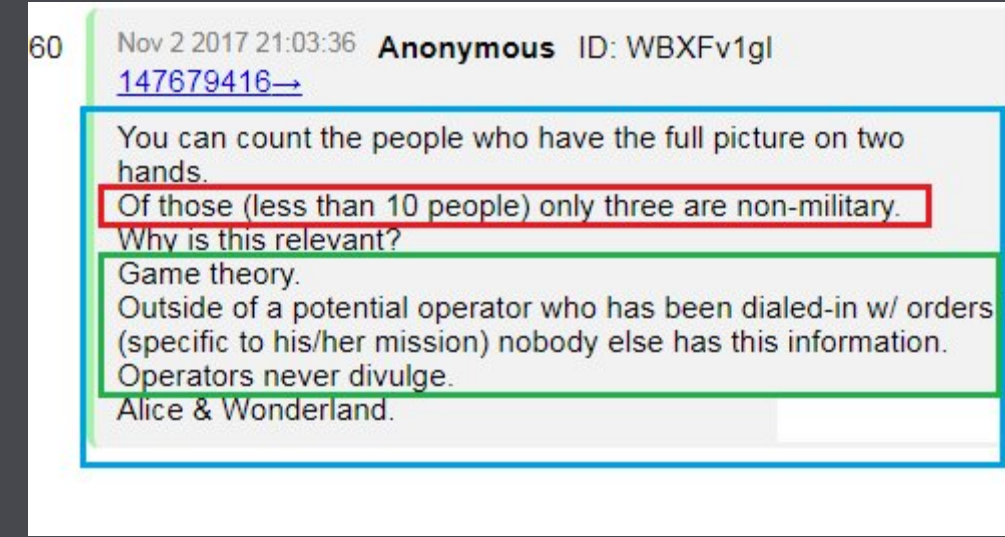 60
Nov 2 2017 21:03:36 Anonymous ID: WBXFv1gl
147679416→
You can count the people who have the full picture on two
hands.
Of those (less than 10 people) only three are non-military.
Why is this relevant?
Game theory.
Outside of a potential operator who has been dialed-in w/ orders
(specific to his/her mission) nobody else has this information.
Operators never divulge.
Alice & Wonderland.